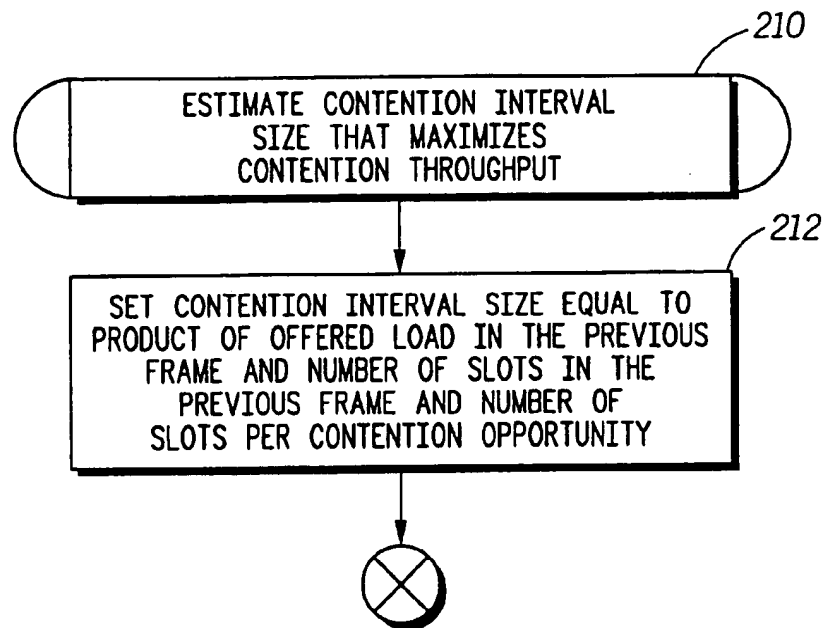 210
ESTIMATE CONTENTION INTERVAL
SIZE THAT MAXIMIZES
CONTENTION THROUGHPUT
212
SET CONTENTION INTERVAL SIZE EQUAL TO
PRODUCT OF OFFERED LOAD IN THE PREVIOUS
FRAME AND NUMBER OF SLOTS IN THE
PREVIOUS FRAME AND NUMBER OF
SLOTS PER CONTENTION OPPORTUNITY